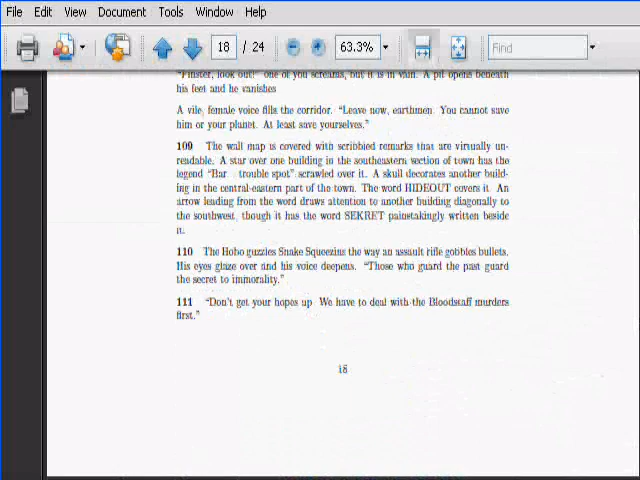 File Edit View Document Tools Window Help
18 / 24 63.3% Find
"Finster, look out!" one of you screams, but it is in vain. A pit opens beneath
his feet and he vanishes
A vile, female voice fills the corridor. "Leave now, earthmen. You cannot save
him or your planet. At least save yourselves."
109 The wall map is covered with scribbled remarks that are virtually un-
readable. A star over one building in the southeastern section of town has the
legend "Bar trouble spot" scrawled over it. A skull decorates another build-
ing in the central-eastern part of the town. The word HIDEOUT covers it. An
arrow leading from the word draws attention to another building diagonally to
the southwest, though it has the word SEKRET painstakingly written beside
it.
110 The Hobo guzzles Snake Squeezins the way an assault rifle gobbles bullets.
His eyes glaze over and his voice deepens. "Those who guard the past guard
the secret to immorality."
111 "Don't get your hopes up. We have to deal with the Bloodstaff murders
first."
18